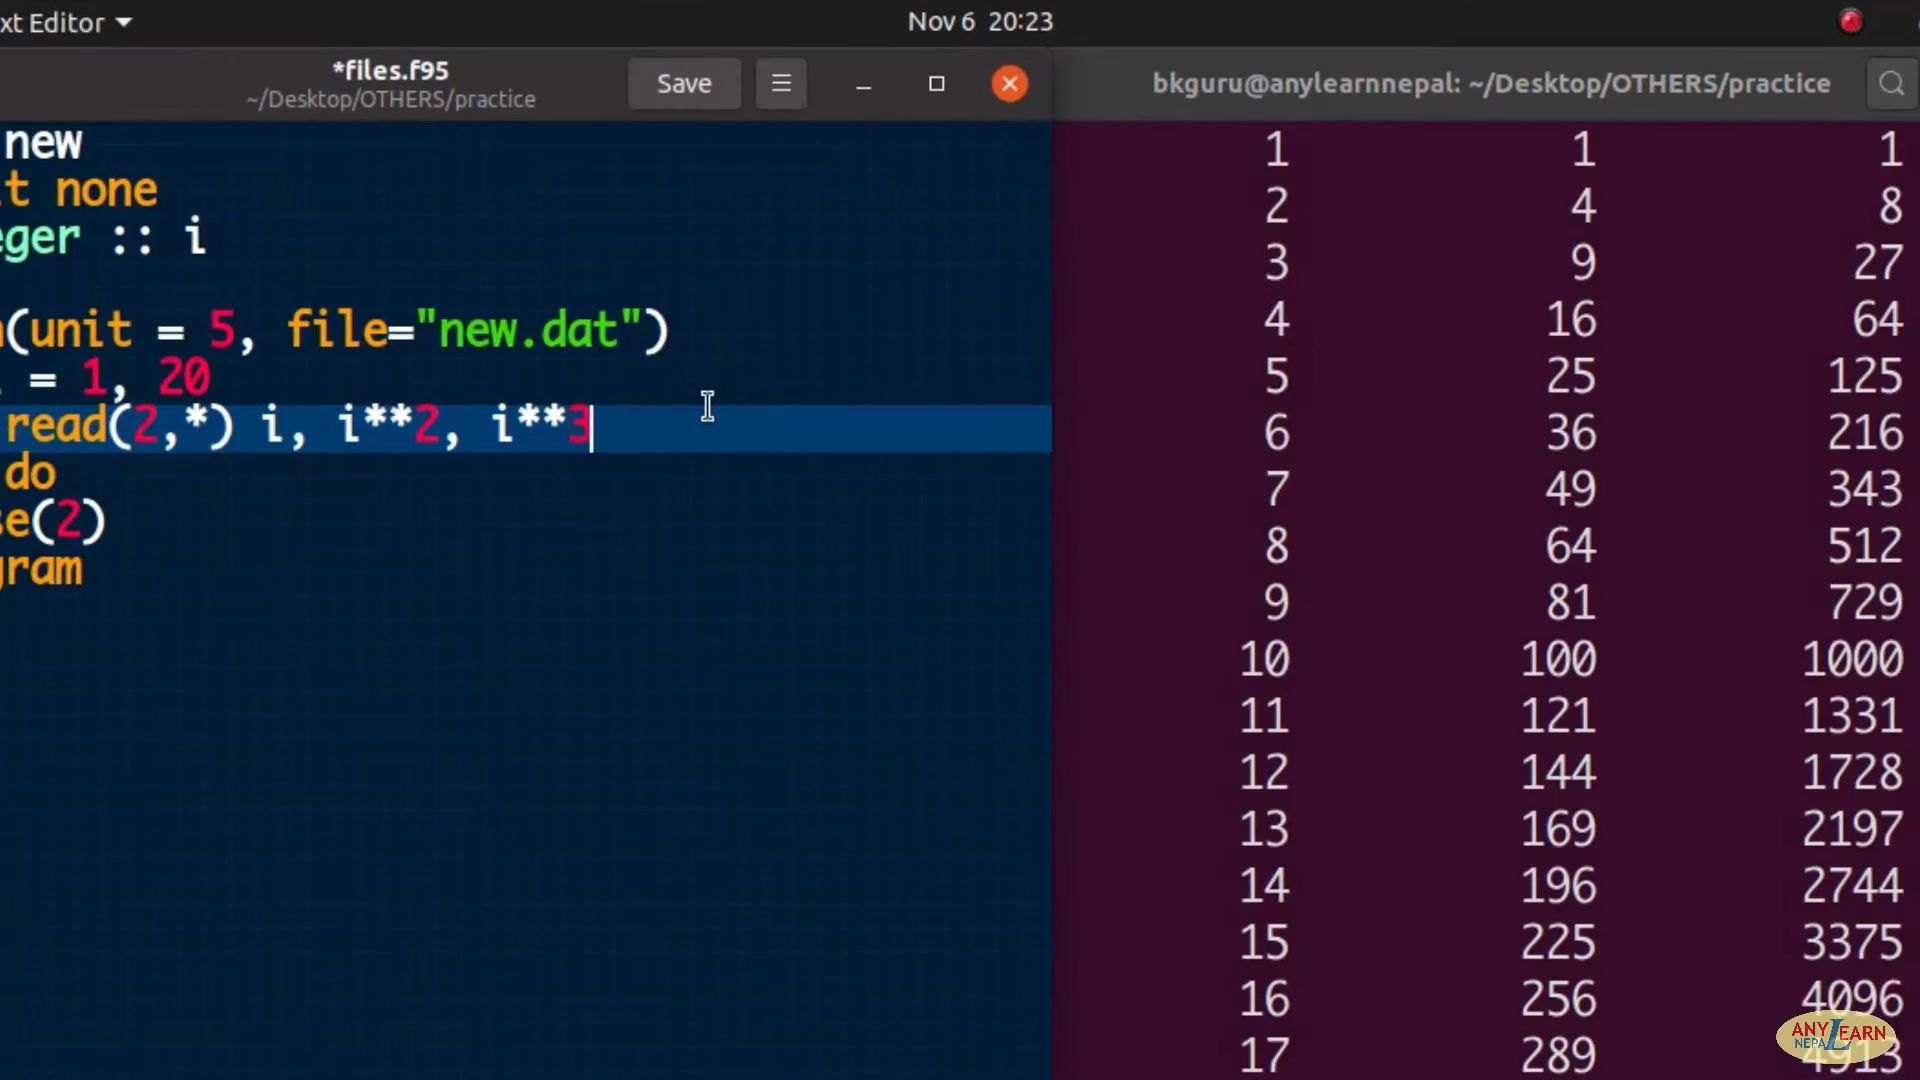 xt Editor
Nov 6 20:23
*files.f95
~/Desktop/OTHERS/practice
Save
bkguru@anylearnnepal: ~/Desktop/OTHERS/practice
new
t none
eger :: i
(unit = 5, file="new.dat")
= 1, 20
read(2,*) i, i**2, i**3
do
se(2)
gram
1 1 1
2 4 8
3 9 27
4 16 64
5 25 125
6 36 216
7 49 343
8 64 512
9 81 729
10 100 1000
11 121 1331
12 144 1728
13 169 2197
14 196 2744
15 225 3375
16 256 4096
17 289 4913
ANY LEARN
NEPAL